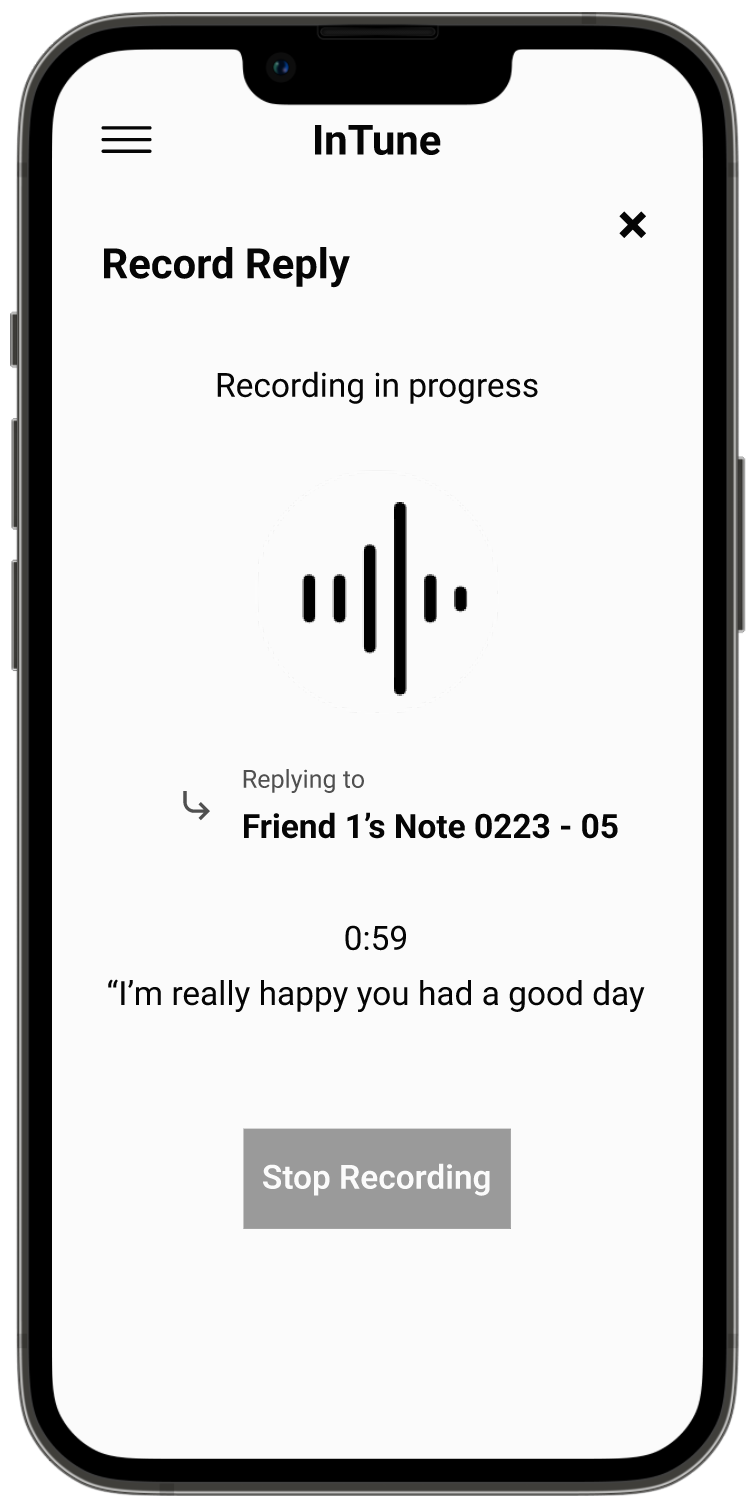 InTune
Record Reply
Recording in progress
Replying to
Friend 1’s Note 0223 - 05
0:59
“I’m really happy you had a good day
Stop Recording